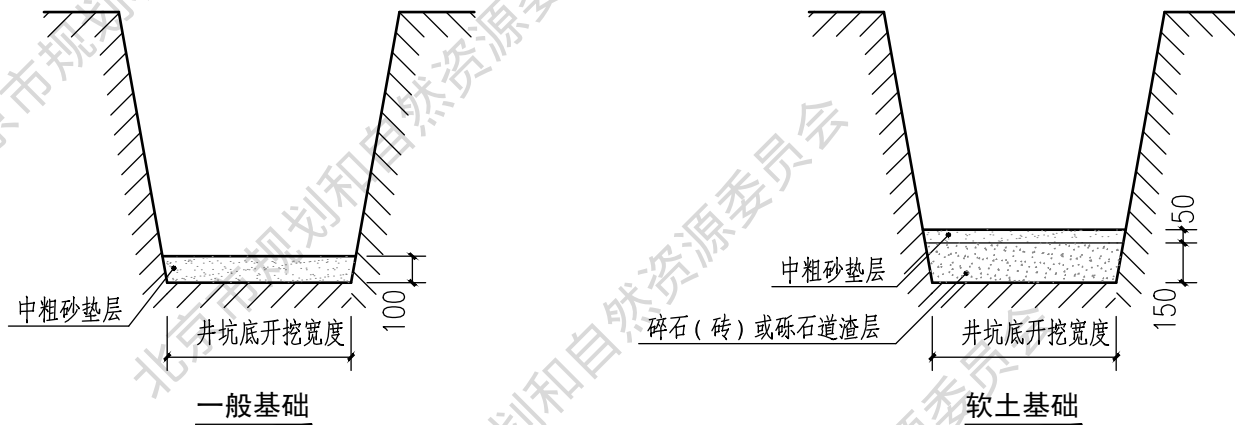 中粗砂垫层
井坑底开挖宽度
100
一般基础
中粗砂垫层
碎石(砖)或砾石道渣层
井坑底开挖宽度
50
150
软土基础
北京市规划和自然资源委员会